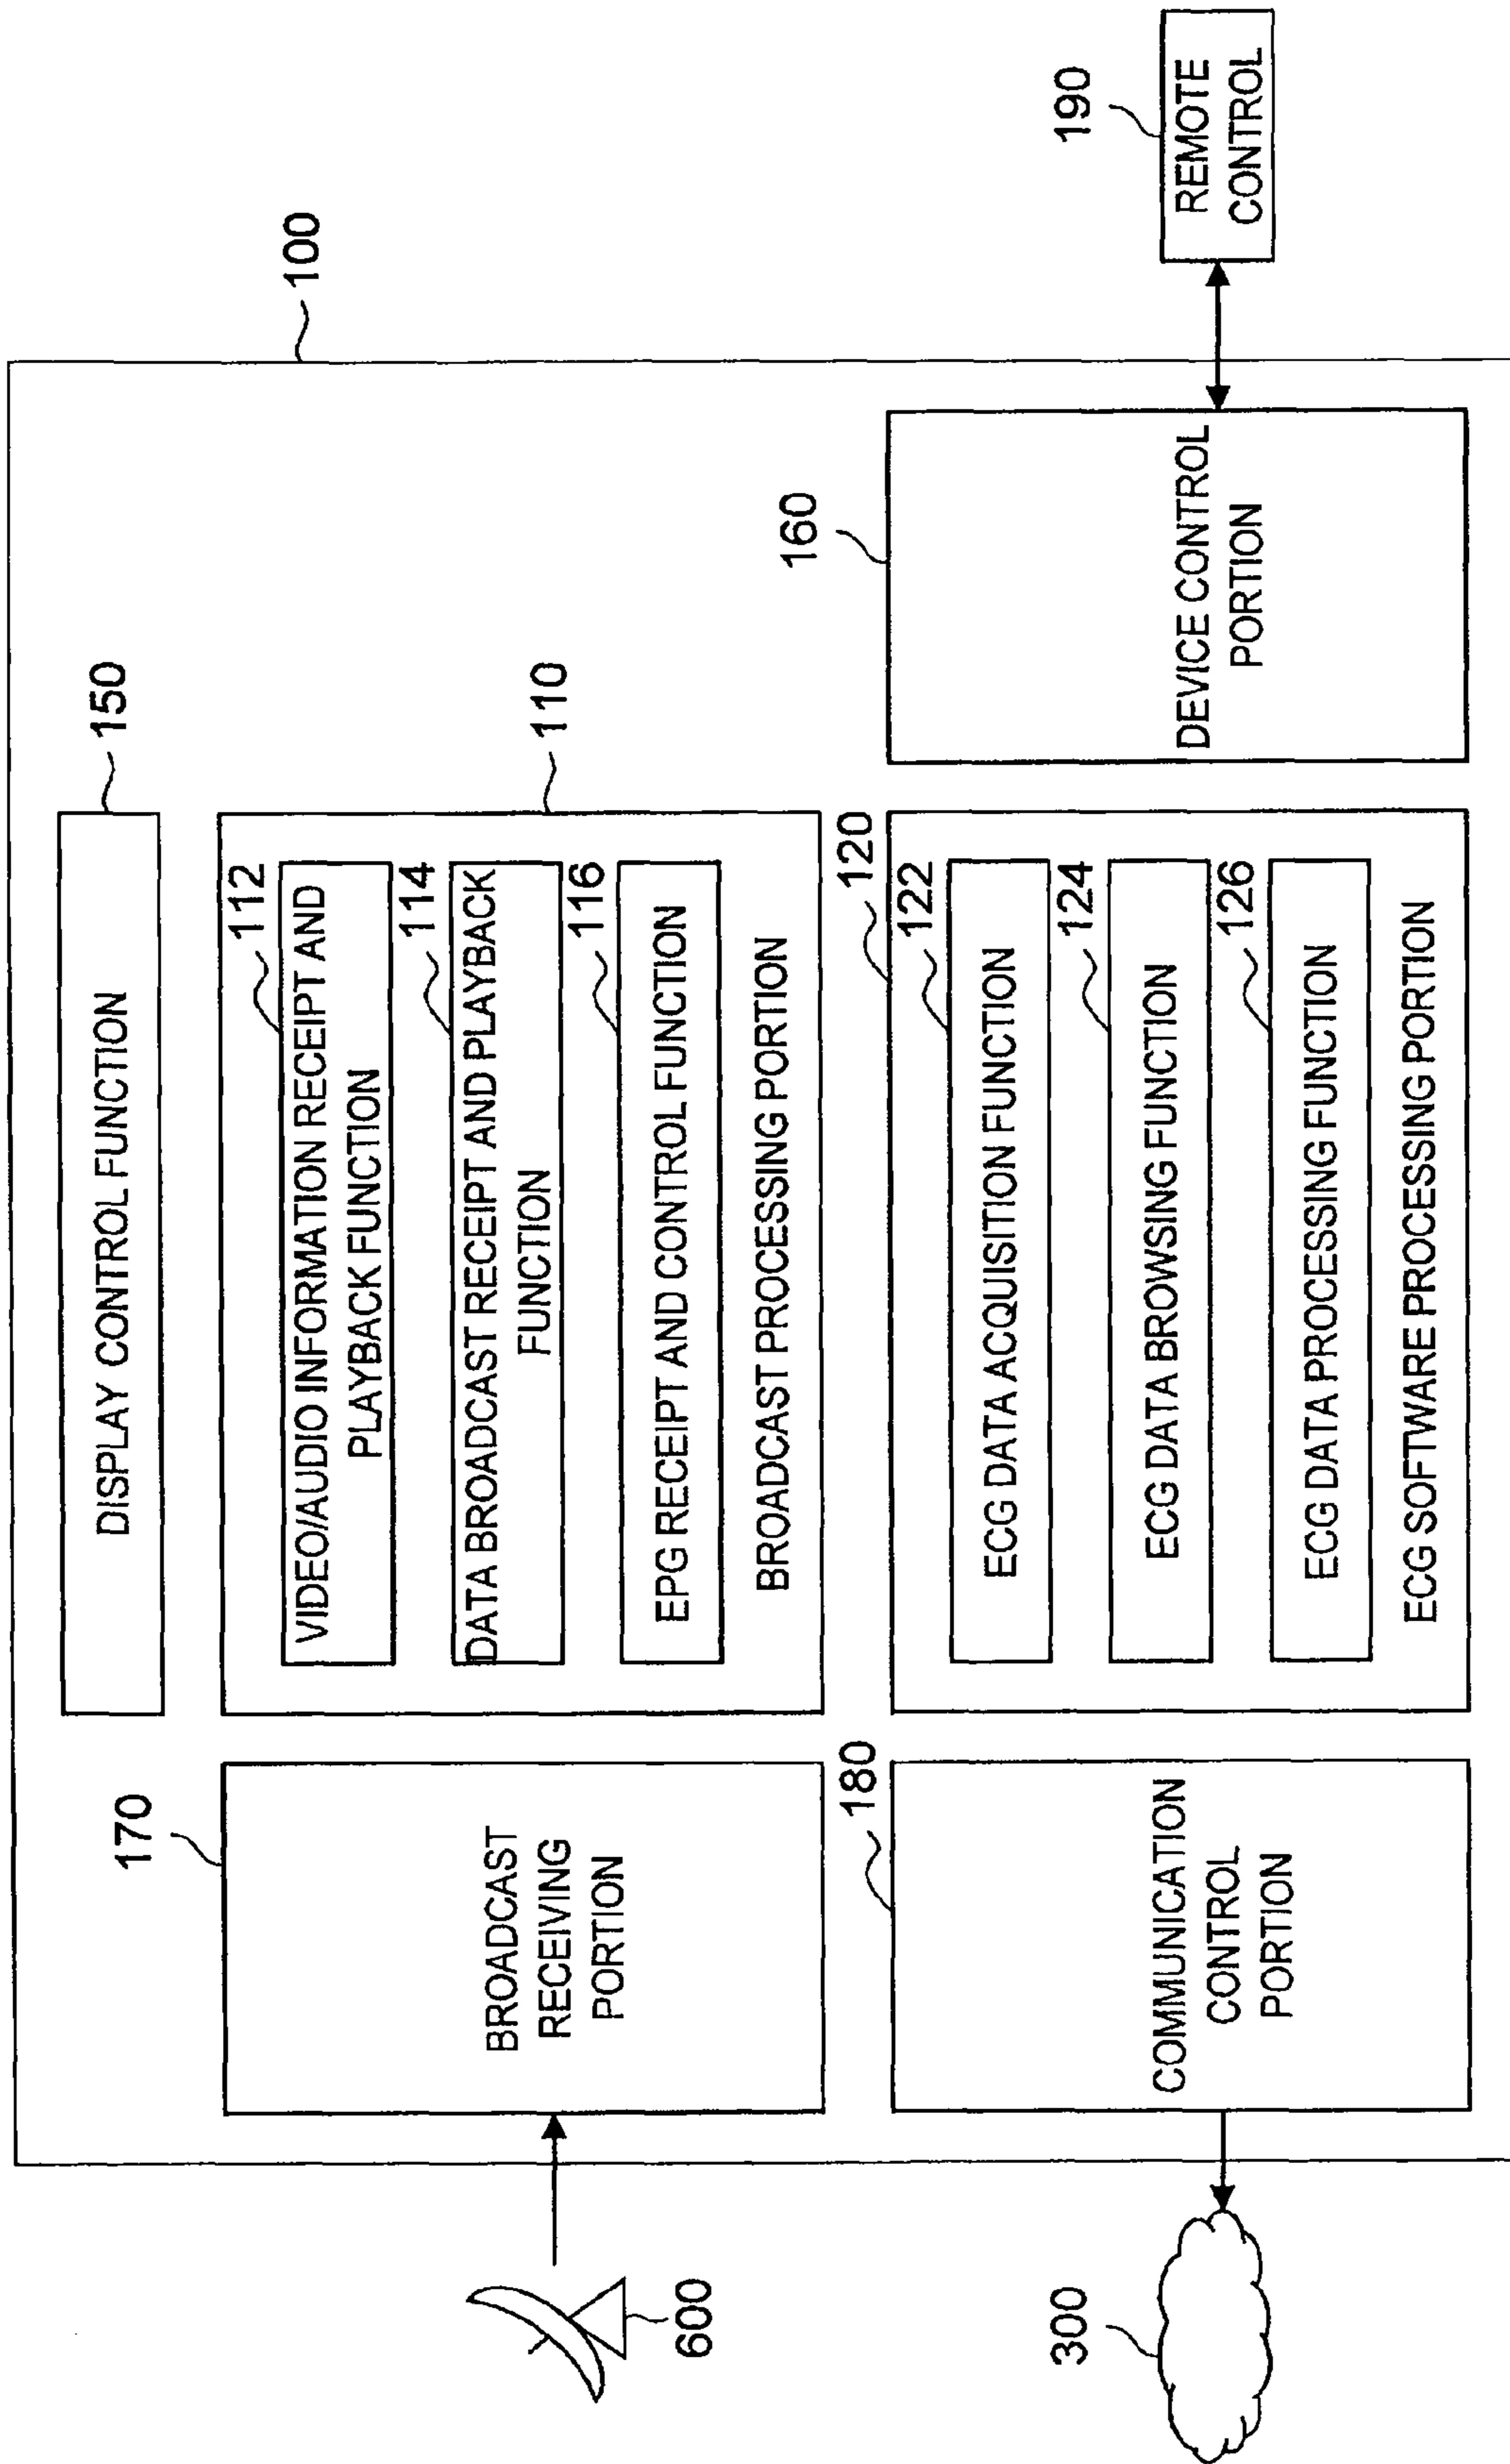 100
DISPLAY CONTROL FUNCTION
150
170
BROADCAST
RECEIVING
PORTION
600
110
112
VIDEO/AUDIO INFORMATION RECEIPT AND
PLAYBACK FUNCTION
114
DATA BROADCAST RECEIPT AND PLAYBACK
FUNCTION
116
EPG RECEIPT AND CONTROL FUNCTION
BROADCAST PROCESSING PORTION
180
COMMUNICATION
CONTROL
PORTION
300
120
122
ECG DATA ACQUISITION FUNCTION
124
ECG DATA BROWSING FUNCTION
126
ECG DATA PROCESSING FUNCTION
ECG SOFTWARE PROCESSING PORTION
160
DEVICE CONTROL
PORTION
190
REMOTE
CONTROL